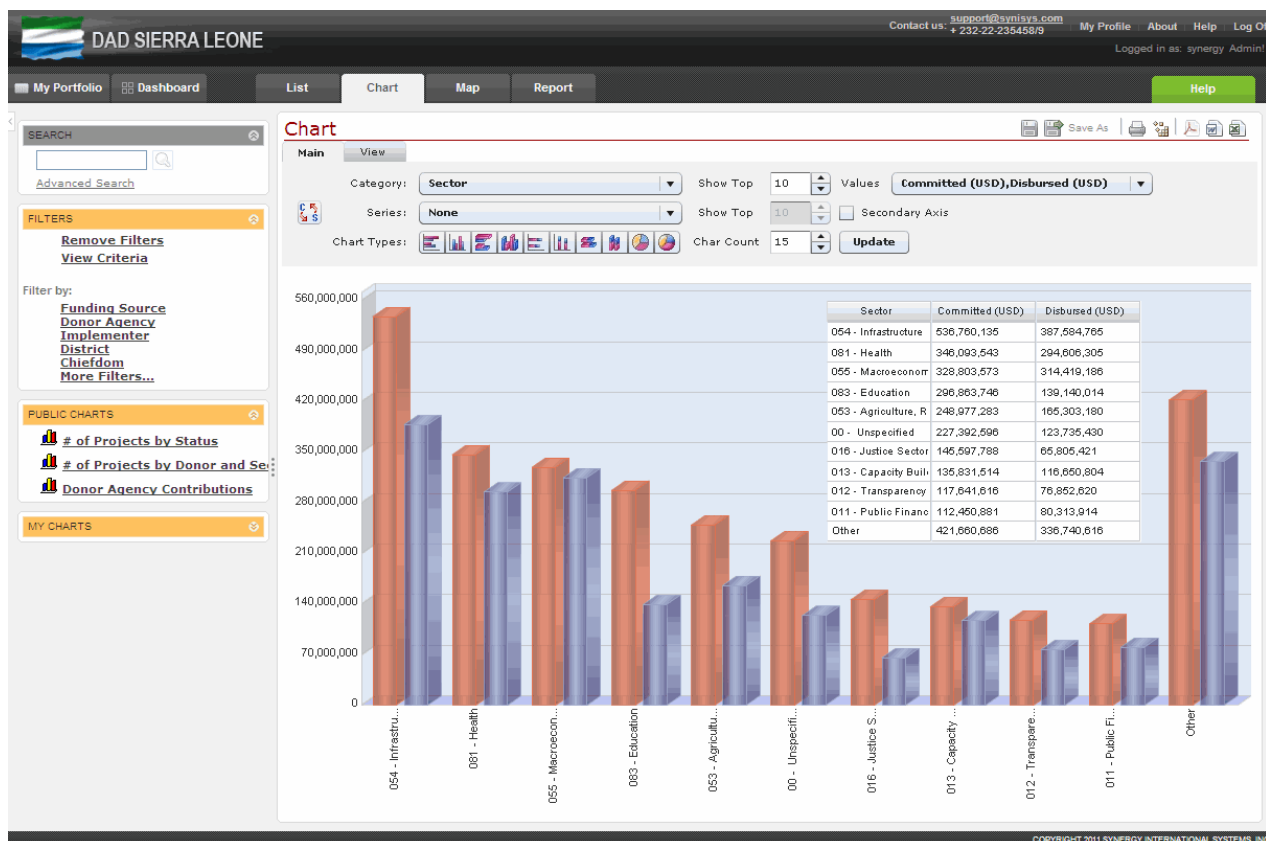 DAD SIERRA LEONE
Contact us: support@synisys.com
+ 232-22-235458/9
My Profile About Help Log Of
Logged in as: synergy Admin!
My Portfolio Dashboard List Chart Map Report Help
SEARCH
Advanced Search
FILTERS
Remove Filters
View Criteria
Filter by:
Funding Source
Donor Agency
Implementer
District
Chiefdom
More Filters...
PUBLIC CHARTS
# of Projects by Status
# of Projects by Donor and Se
Donor Agency Contributions
MY CHARTS
Chart
Save As
Main View
Category: Sector Show Top 10 Values Committed (USD),Disbursed (USD)
Series: None Show Top 10 Secondary Axis
Chart Types: Char Count 15 Update
560,000,000
490,000,000
420,000,000
350,000,000
280,000,000
210,000,000
140,000,000
70,000,000
0
Sector Committed (USD) Disbursed (USD)
054 - Infrastructure 536,760,135 387,584,765
081 - Health 346,093,543 294,606,305
055 - Macroeconom 328,803,573 314,419,186
083 - Education 296,863,746 139,140,014
053 - Agriculture, R 248,977,283 165,303,180
00 - Unspecified 227,392,596 123,735,430
016 - Justice Sector 145,597,788 65,805,421
013 - Capacity Buil 135,831,514 116,650,804
012 - Transparency 117,641,616 76,852,620
011 - Public Financ 112,450,881 80,313,914
Other 421,660,686 336,740,616
054 - Infrastru...
081 - Health
055 - Macroecon...
083 - Education
053 - Agricultu...
00 - Unspecifi...
016 - Justice S...
013 - Capacity ...
012 - Transpare...
011 - Public Fi...
Other
COPYRIGHT 2011 SYNERGY INTERNATIONAL SYSTEMS, INC